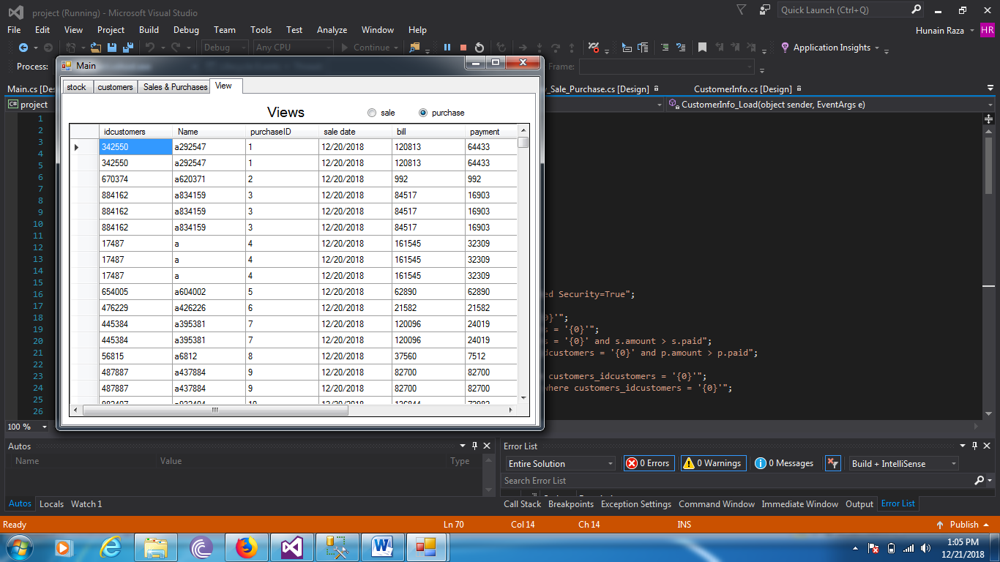 project (Running) - Microsoft Visual Studio
Quick Launch (Ctrl+Q)
File Edit View Project Build Debug Team Tools Test Analyze Window Help
Hunain Raza HR
Debug Any CPU Continue Application Insights
Process: Frame:
Main
Main.cs [Des _Sale_Purchase.cs [Design] CustomerInfo.cs [Design]
stock customers Sales & Purchases View
C# project CustomerInfo_Load(object sender, EventArgs e)
Views sale purchase
idcustomers Name purchaseID sale date bill payment
342550 a292547 1 12/20/2018 120813 64433
342550 a292547 1 12/20/2018 120813 64433
670374 a620371 2 12/20/2018 992 992
884162 a834159 3 12/20/2018 84517 16903
884162 a834159 3 12/20/2018 84517 16903
884162 a834159 3 12/20/2018 84517 16903
17487 a 4 12/20/2018 161545 32309
17487 a 4 12/20/2018 161545 32309
17487 a 4 12/20/2018 161545 32309
654005 a604002 5 12/20/2018 62890 62890
476229 a426226 6 12/20/2018 21582 21582
445384 a395381 7 12/20/2018 120096 24019
445384 a395381 7 12/20/2018 120096 24019
56815 a6812 8 12/20/2018 37560 7512
487887 a437884 9 12/20/2018 82700 82700
487887 a437884 9 12/20/2018 82700 82700
1
2
3
4
5
6
7
8
9
10
11
12
13
14
15
16 ed Security=True";
17
18 0}'";
19 s = '{0}'";
20 s = '{0}' and s.amount > s.paid";
21 dcustomers = '{0}' and p.amount > p.paid";
22
23 customers_idcustomers = '{0}'";
24 where customers_idcustomers = '{0}'";
25
26
100 %
Autos
Name Value Type
Autos Locals Watch 1
Error List
Entire Solution 0 Errors 0 Warnings 0 Messages Build + IntelliSense
Search Error List
Call Stack Breakpoints Exception Settings Command Window Immediate Window Output Error List
Ready Ln 70 Col 14 Ch 14 INS Publish
1:05 PM
12/21/2018